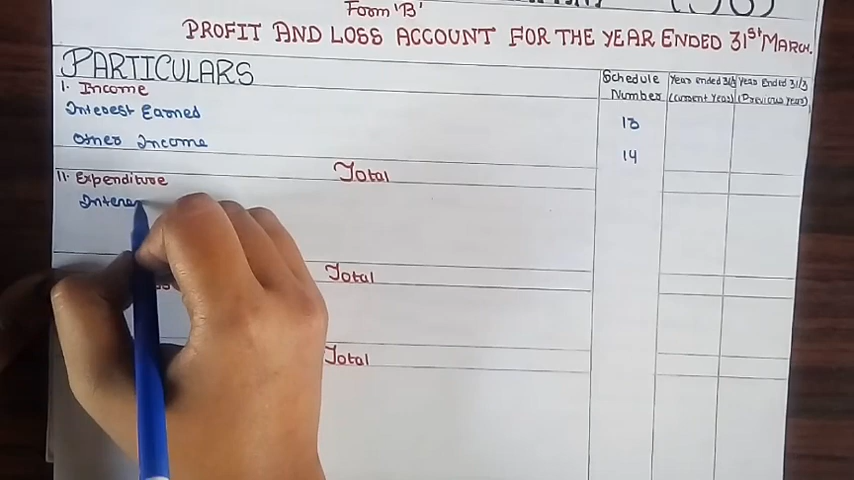 Form 'B'
PROFIT AND LOSS ACCOUNT FOR THE YEAR ENDED 31st MARCH.
PARTICULARS
Schedule Number
Year ended 31/3 (Current Year)
Year Ended 31/3 (Previous Year)
I. Income
Interest Earned
13
Other Income
14
Total
II. Expenditure
Intere
Total
Total